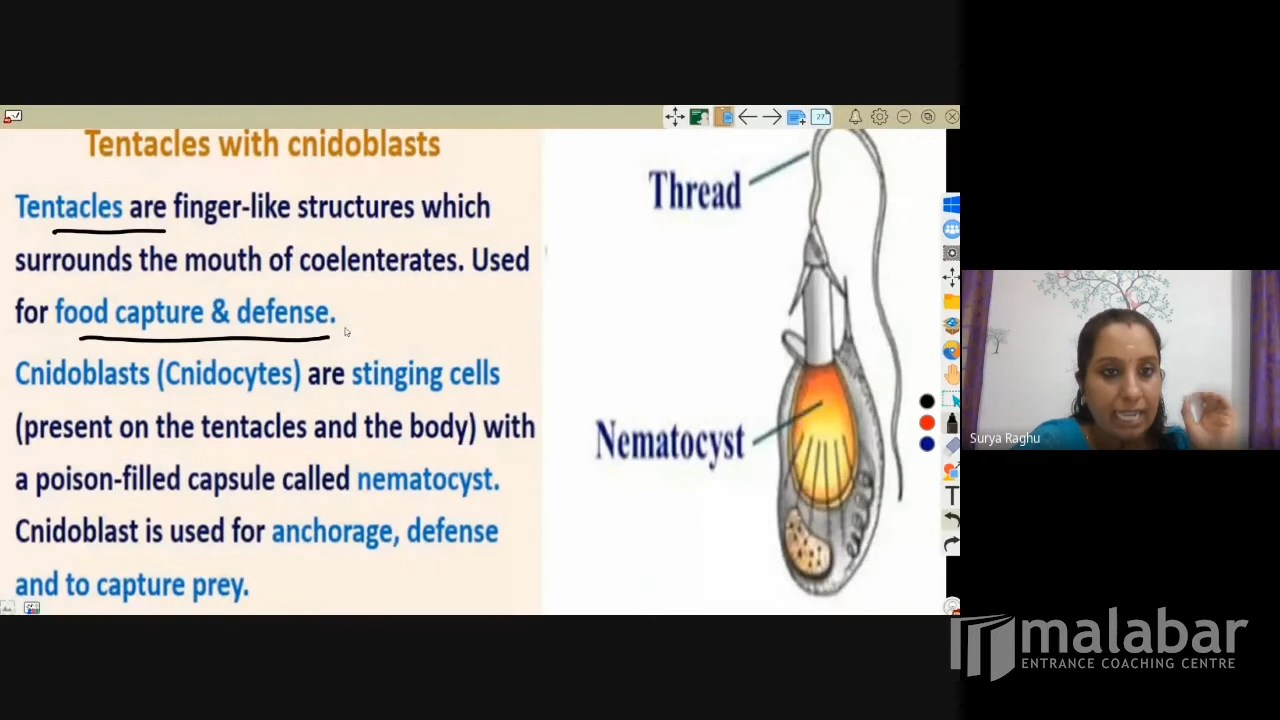 Tentacles with cnidoblasts
Tentacles are finger-like structures which
surrounds the mouth of coelenterates. Used
for food capture & defense.
Cnidoblasts (Cnidocytes) are stinging cells
(present on the tentacles and the body) with
a poison-filled capsule called nematocyst.
Cnidoblast is used for anchorage, defense
and to capture prey.
Thread
Nematocyst
27
T
Surya Raghu
malabar
ENTRANCE COACHING CENTRE